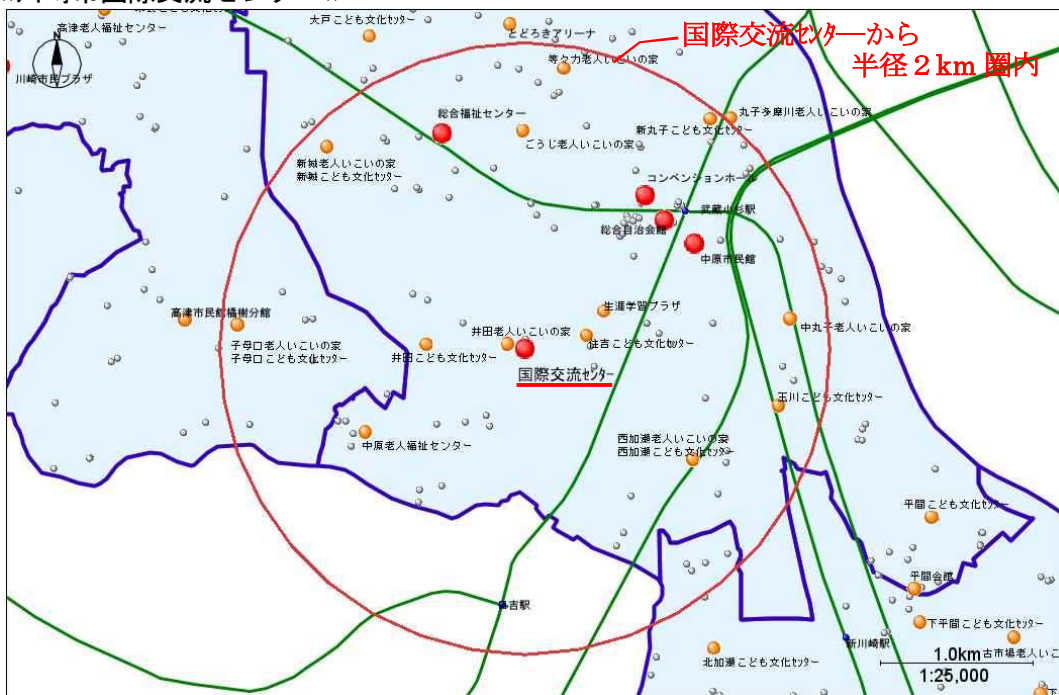 高津老人福祉センター
大戸こども文化センター
とどろきアリーナ
国際交流ｾﾝﾀｰから
半径２km 圏内
N
等々力老人いこいの家
川崎市民プラザ
総合福祉センター
丸子多摩川老人いこいの家
新丸子こども文化ｾﾝﾀｰ
ごうじ老人いこいの家
新城老人いこいの家
新城こども文化ｾﾝﾀｰ
コンベンションホール
武蔵小杉駅
総合自治会館
中原市民館
生涯学習プラザ
高津市民館橘樹分館
中丸子老人いこいの家
井田老人いこいの家
住吉こども文化ｾﾝﾀｰ
子母口老人いこいの家
子母口こども文化ｾﾝﾀｰ
井田こども文化ｾﾝﾀｰ
国際交流ｾﾝﾀｰ
玉川こども文化ｾﾝﾀｰ
中原老人福祉センター
西加瀬老人いこいの家
西加瀬こども文化ｾﾝﾀｰ
平間こども文化ｾﾝﾀｰ
平間会館
日吉駅
下平間こども文化ｾﾝﾀｰ
新川崎駅
北加瀬こども文化ｾﾝﾀｰ
1.0km
古市場老人いこ
1:25,000